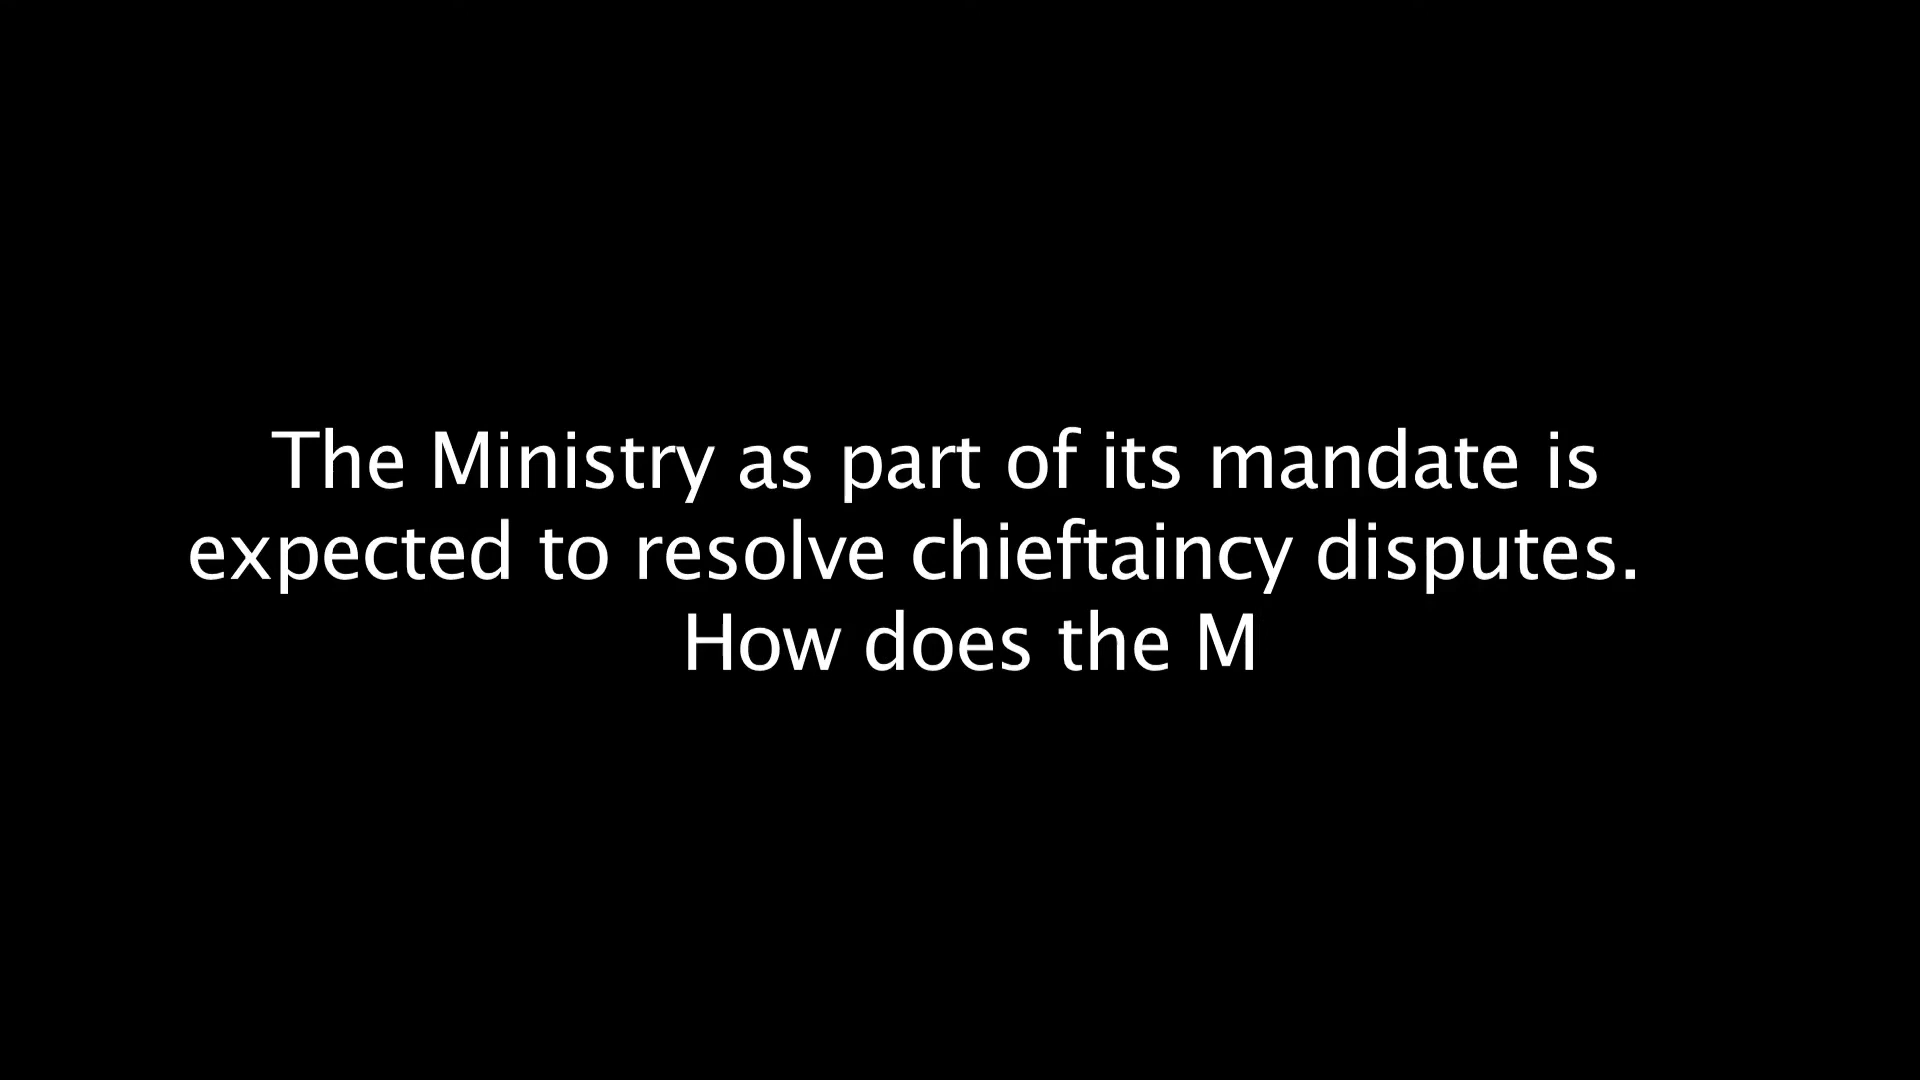 The Ministry as part of its mandate is
expected to resolve chieftaincy disputes.
How does the M